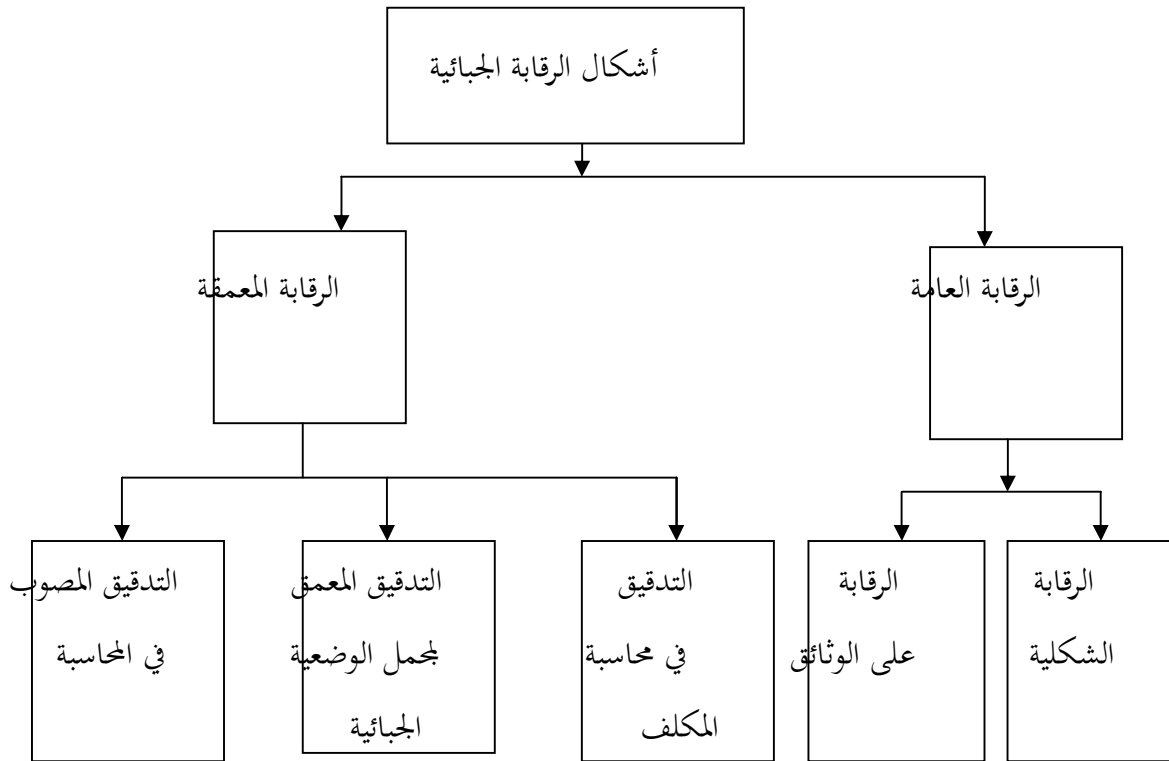 أشكال الرقابة الجبائية
الرقابة العامة
الرقابة المعمقة
الرقابة
الشكلية
الرقابة
على الوثائق
التدقيق
في محاسبة
المكلف
التدقيق المعمق
لمجمل الوضعية
الجبائية
التدقيق المصوب
في المحاسبة